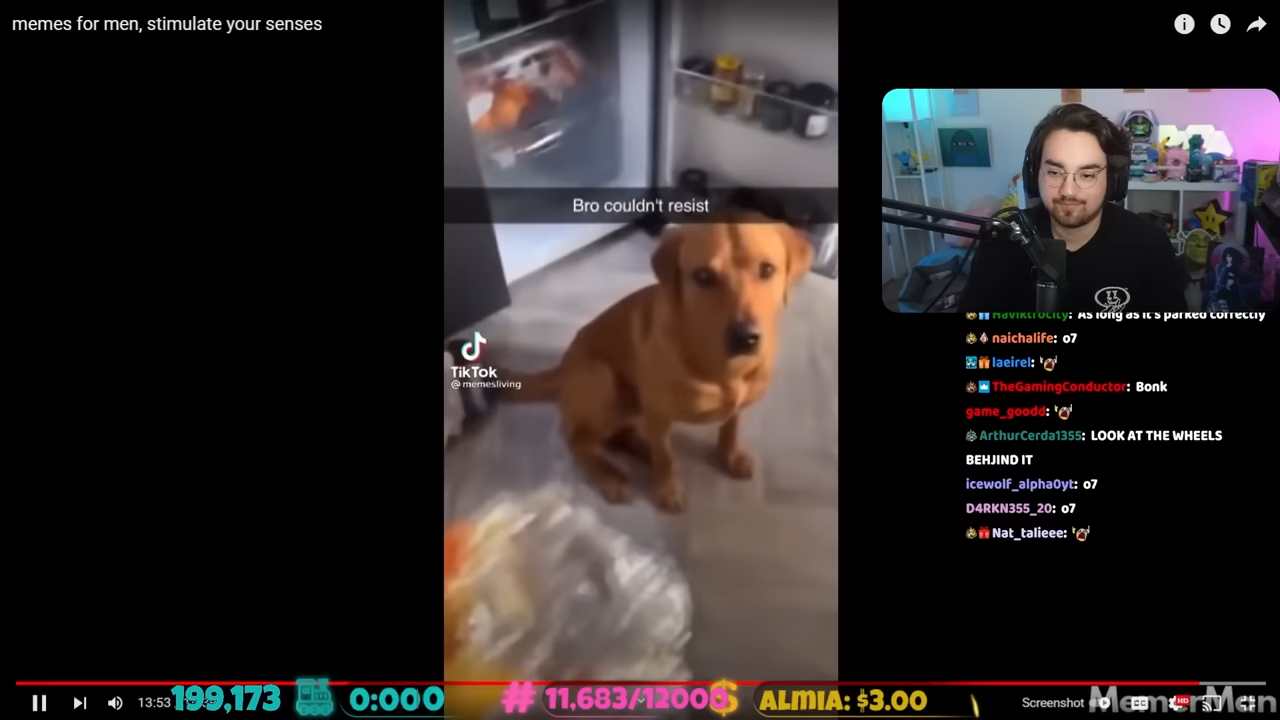 memes for men, stimulate your senses
Bro couldn't resist
TikTok
@memesliving
Haviktrocity: As long as it's parked correctly
naichalife: o7
laeirel:
TheGamingConductor: Bonk
game_goodd:
ArthurCerda1355: LOOK AT THE WHEELS
BEHJIND IT
icewolf_alpha0yt: o7
D4RKN355_20: o7
Nat_talieee:
13:53
199,173
0:000
# 11,683/12000
$ ALMIA: $3.00
Screenshot
HD